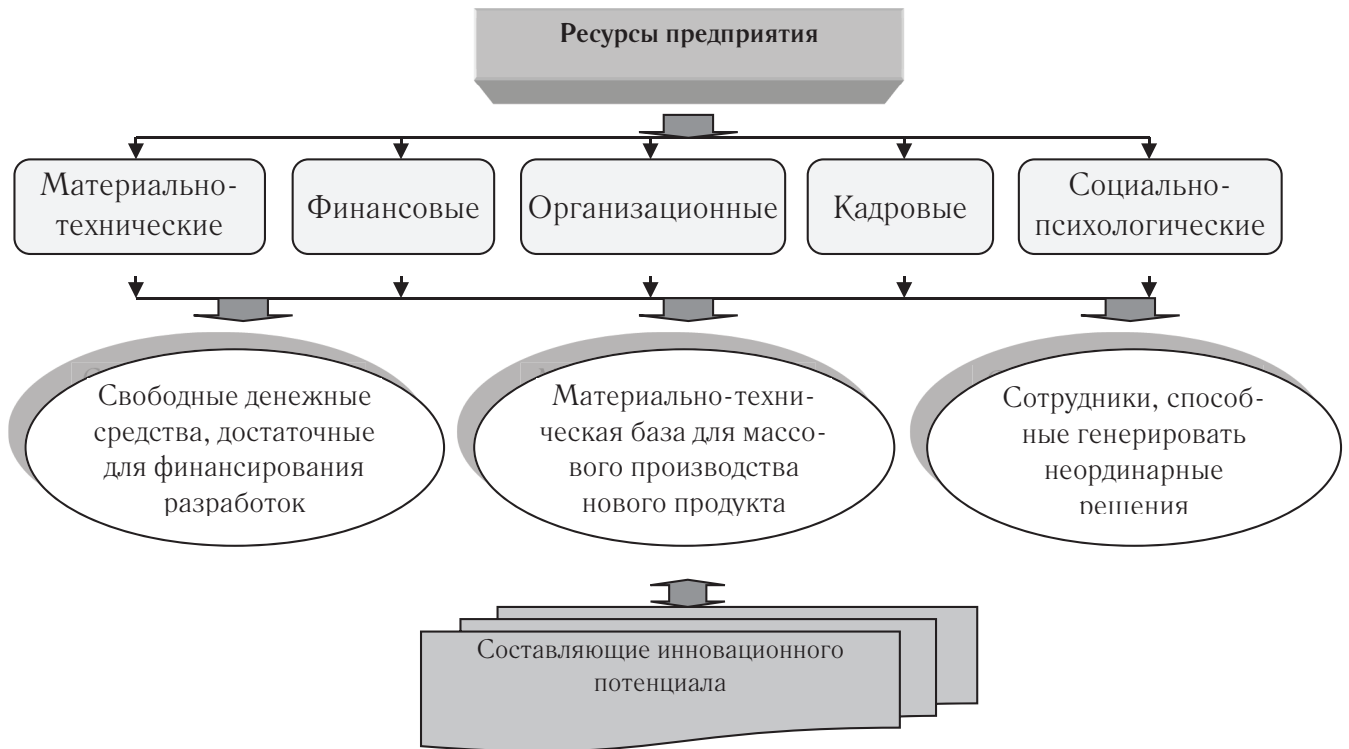 Ресурсы предприятия
Материально-
технические
Финансовые
Организационные
Кадровые
Социально-
психологические
Свободные денежные
средства, достаточные
для финансирования
разработок
Материально-техни-
ческая база для массо-
вого производства
нового продукта
Сотрудники, способ-
ные генерировать
неординарные
решения
Составляющие инновационного
потенциала